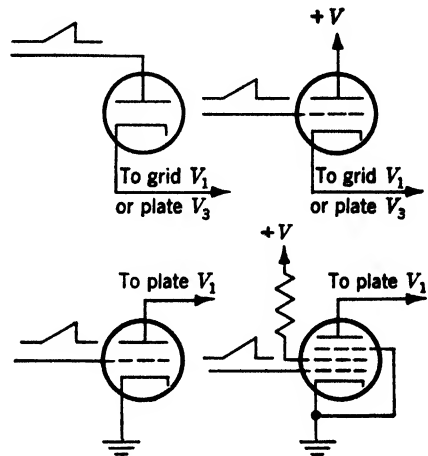 +V
To grid V₁
or plate V₃
To grid V₁
or plate V₃
+V
To plate V₁
To plate V₁